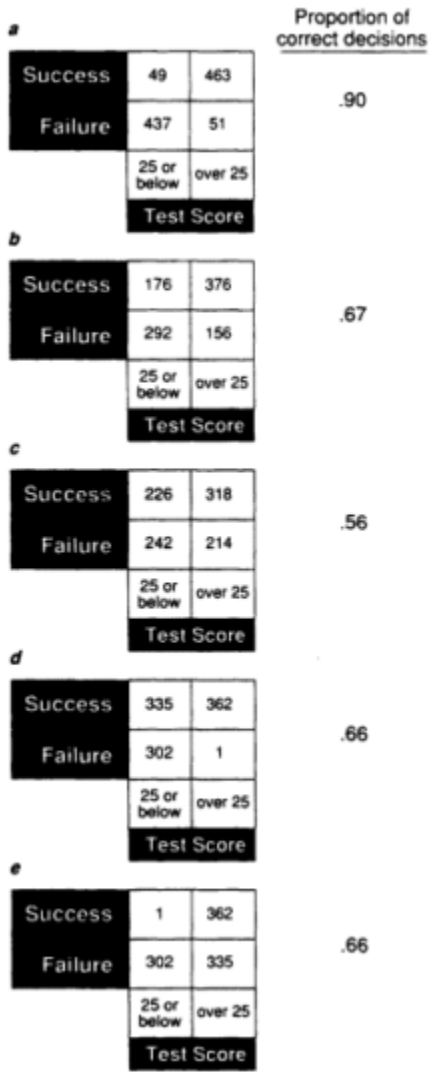 Proportion of
correct decisions
a
Success 49 463
.90
Failure 437 51
25 or
below over 25
Test Score
b
Success 176 376
.67
Failure 292 156
25 or
below over 25
Test Score
c
Success 226 318
.56
Failure 242 214
25 or
below over 25
Test Score
d
Success 335 362
.66
Failure 302 1
25 or
below over 25
Test Score
e
Success 1 362
.66
Failure 302 335
25 or
below over 25
Test Score